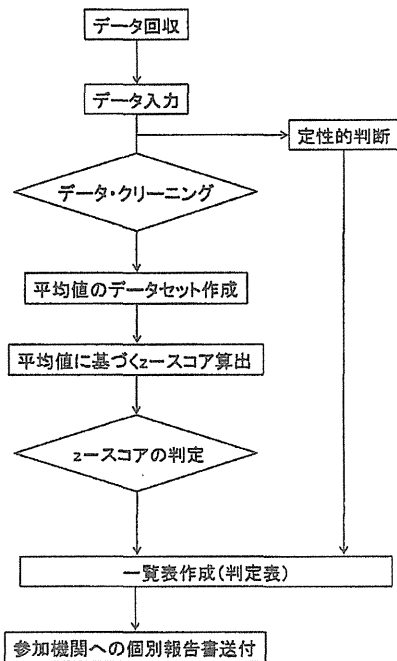 データ回収
データ入力
定性的判断
データ・クリーニング
平均値のデータセット作成
平均値に基づくzースコア算出
zースコアの判定
一覧表作成(判定表)
参加機関への個別報告書送付